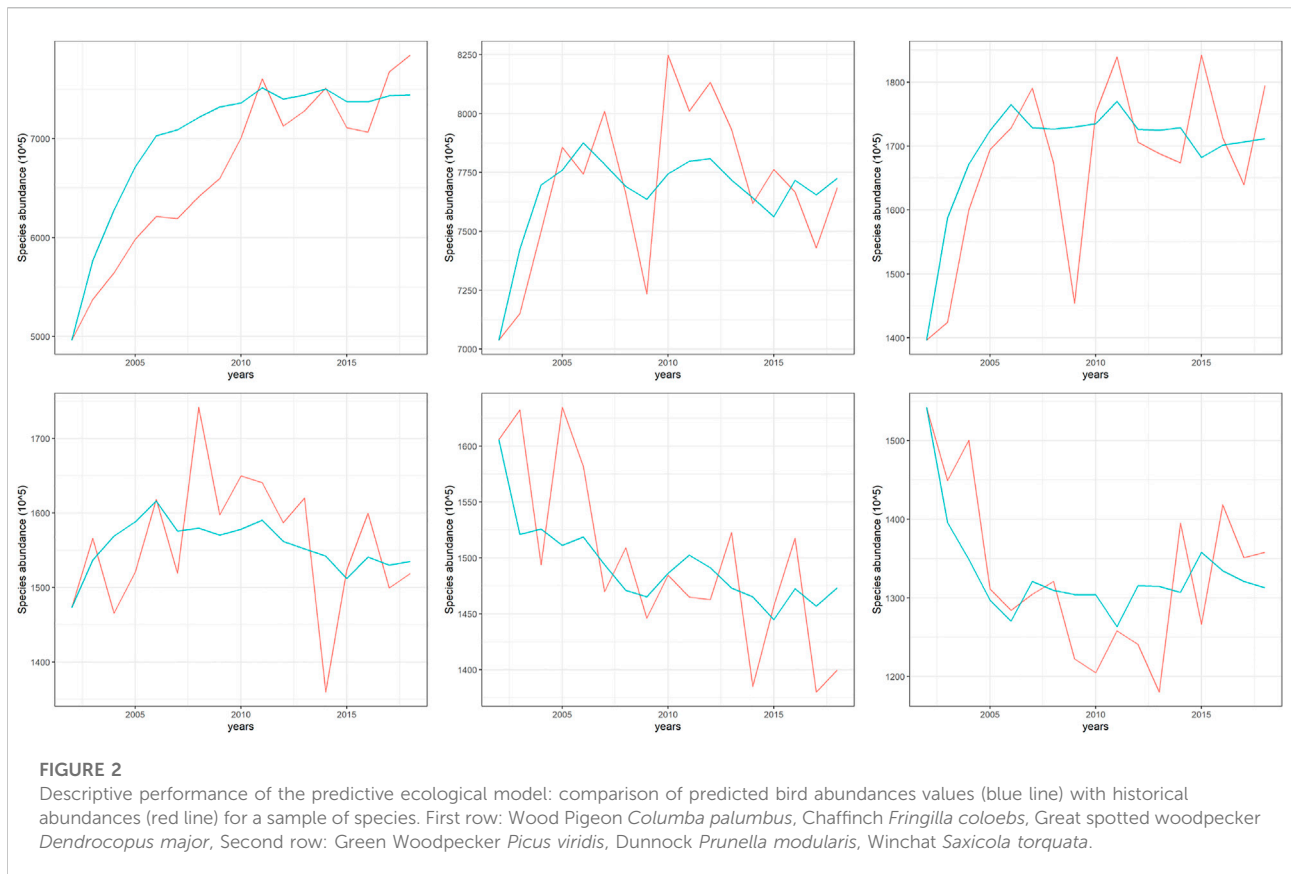 Species abundance (10^5)
7000
6000
5000
2005
2010
2015
years
Species abundance (10^5)
8250
8000
7750
7500
7250
7000
2005
2010
2015
years
Species abundance (10^5)
1800
1700
1600
1500
1400
2005
2010
2015
years
Species abundance (10^5)
1700
1600
1500
1400
2005
2010
2015
years
Species abundance (10^5)
1600
1550
1500
1450
1400
2005
2010
2015
years
Species abundance (10^5)
1500
1400
1300
1200
2005
2010
2015
years
FIGURE 2
Descriptive performance of the predictive ecological model: comparison of predicted bird abundances values (blue line) with historical
abundances (red line) for a sample of species. First row: Wood Pigeon Columba palumbus, Chaffinch Fringilla coloebs, Great spotted woodpecker
Dendrocopus major, Second row: Green Woodpecker Picus viridis, Dunnock Prunella modularis, Winchat Saxicola torquata.